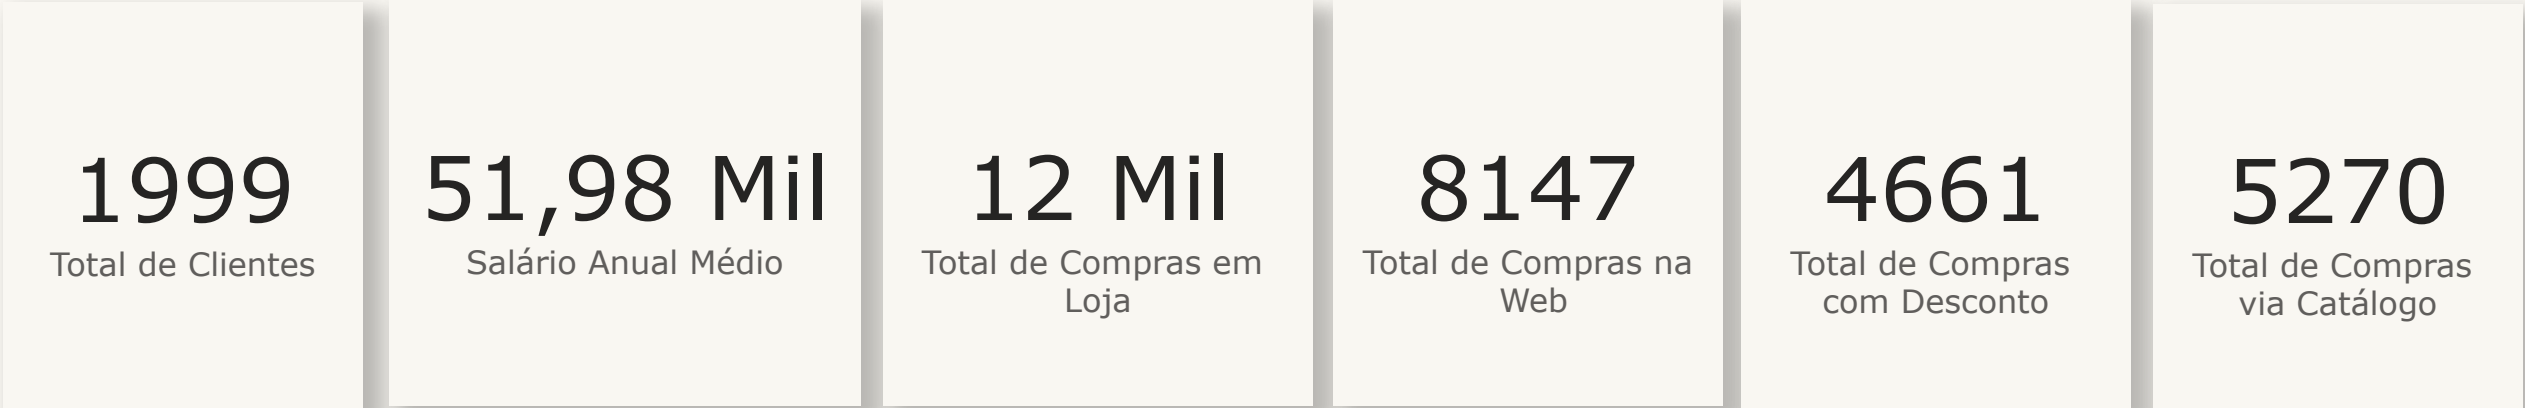 1999
Total de Clientes
51,98 Mil
Salário Anual Médio
12 Mil
Total de Compras em
Loja
8147
Total de Compras na
Web
4661
Total de Compras
com Desconto
5270
Total de Compras
via Catálogo